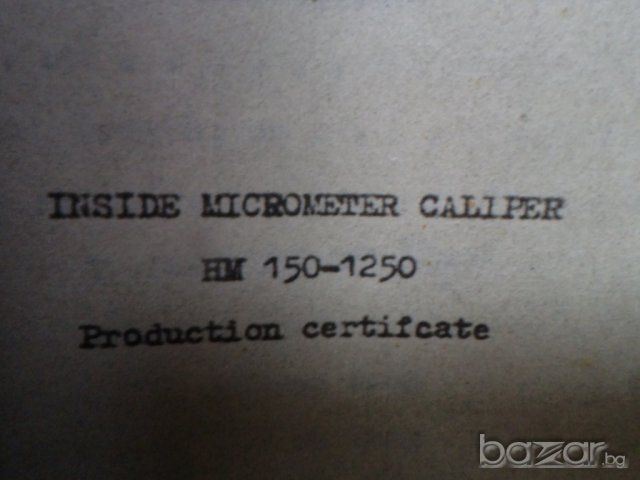 INSIDE MICROMETER CALIPER
HM 150-1250
Production certifcate
bazar.bg